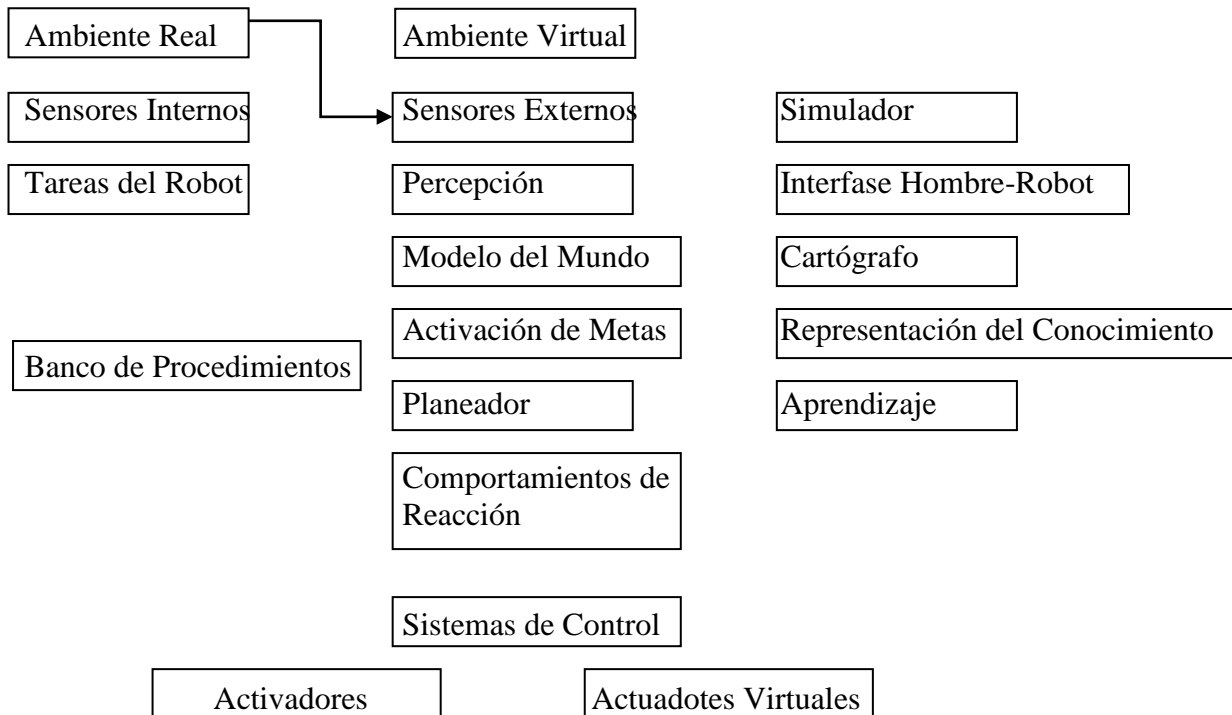 Ambiente Real
Ambiente Virtual
Sensores Internos
Sensores Externos
Simulador
Tareas del Robot
Percepción
Interfase Hombre-Robot
Modelo del Mundo
Cartógrafo
Activación de Metas
Representación del Conocimiento
Banco de Procedimientos
Planeador
Aprendizaje
Comportamientos de
Reacción
Sistemas de Control
Activadores
Actuadotes Virtuales